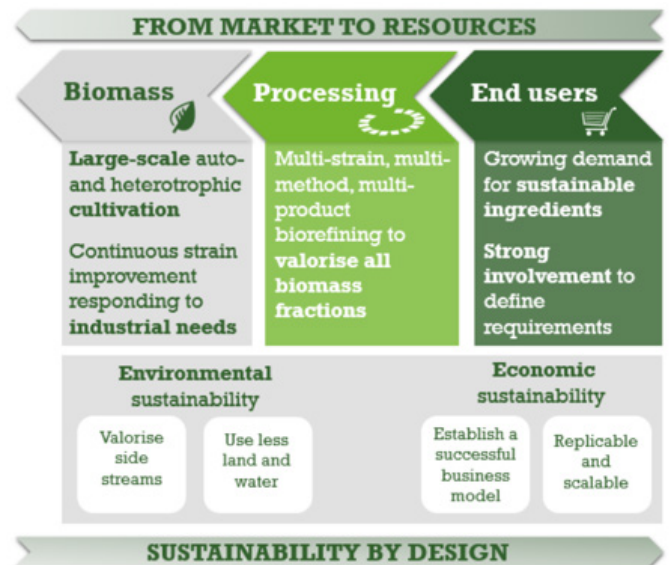 FROM MARKET TO RESOURCES
Biomass
Large-scale auto-
and heterotrophic
cultivation
Continuous strain
improvement
responding to
industrial needs
Processing
Multi-strain, multi-
method, multi-
product
biorefining to
valorise all
biomass
fractions
End users
Growing demand
for sustainable
ingredients
Strong
involvement to
define
requirements
Environmental
sustainability
Valorise
side
streams
Use less
land and
water
Economic
sustainability
Establish a
successful
business
model
Replicable
and
scalable
SUSTAINABILITY BY DESIGN